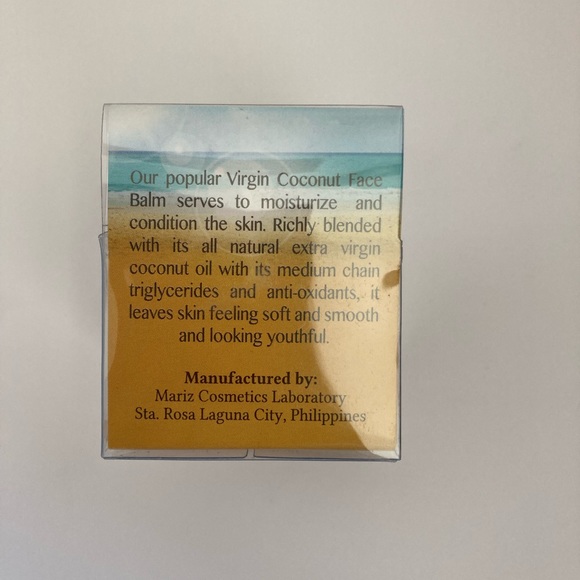 Our popular Virgin Coconut Face
Balm serves to moisturize and
condition the skin. Richly blended
with its all natural extra virgin
coconut oil with its medium chain
triglycerides and anti-oxidants, it
leaves skin feeling soft and smooth
and looking youthful.
Manufactured by:
Mariz Cosmetics Laboratory
Sta. Rosa Laguna City, Philippines